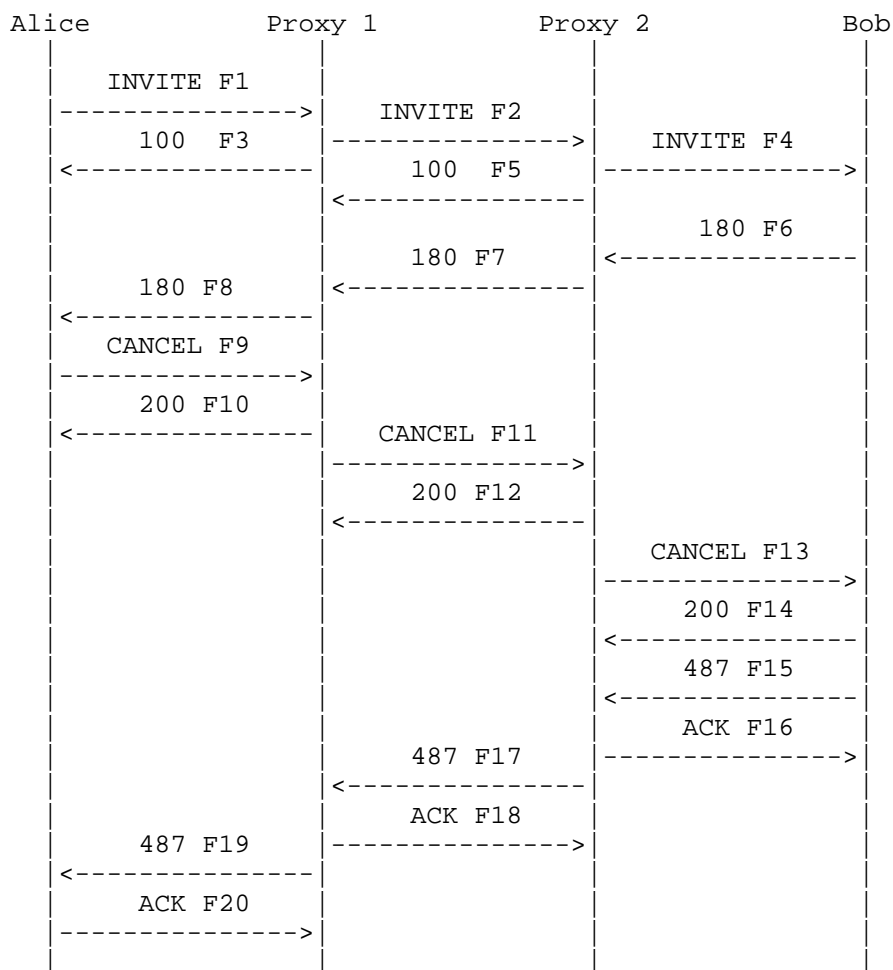 Alice Proxy 1 Proxy 2 Bob
INVITE F1
INVITE F2
100 F3
INVITE F4
100 F5
180 F6
180 F7
180 F8
CANCEL F9
200 F10
CANCEL F11
200 F12
CANCEL F13
200 F14
487 F15
ACK F16
487 F17
ACK F18
487 F19
ACK F20